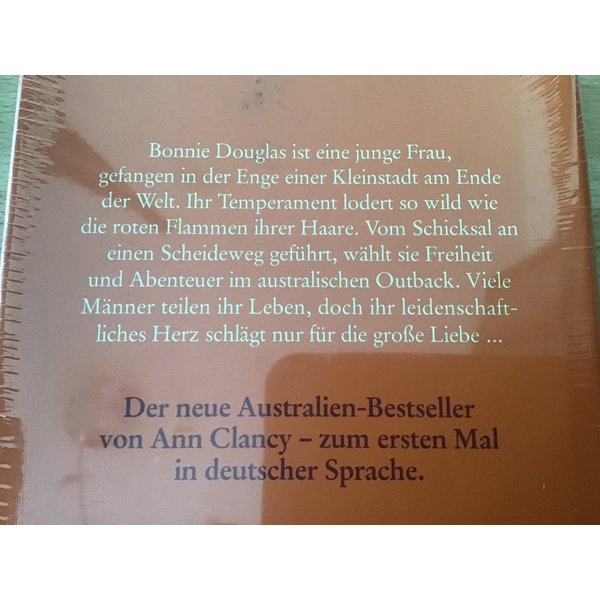 Bonnie Douglas ist eine junge Frau,
gefangen in der Enge einer Kleinstadt am Ende
der Welt. Ihr Temperament lodert so wild wie
die roten Flammen ihrer Haare. Vom Schicksal an
einen Scheideweg geführt, wählt sie Freiheit
und Abenteuer im australischen Outback. Viele
Männer teilen ihr Leben, doch ihr leidenschaft-
liches Herz schlägt nur für die große Liebe ...
Der neue Australien-Bestseller
von Ann Clancy – zum ersten Mal
in deutscher Sprache.